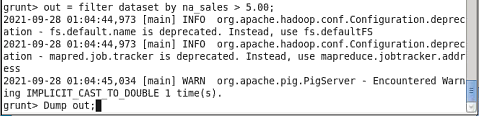 grunt> out = filter dataset by na_sales > 5.00;
2021-09-28 01:04:44,973 [main] INFO  org.apache.hadoop.conf.Configuration.deprec
ation - fs.default.name is deprecated. Instead, use fs.defaultFS
2021-09-28 01:04:44,973 [main] INFO  org.apache.hadoop.conf.Configuration.deprec
ation - mapred.job.tracker is deprecated. Instead, use mapreduce.jobtracker.addr
ess
2021-09-28 01:04:45,034 [main] WARN  org.apache.pig.PigServer - Encountered Warn
ing IMPLICIT_CAST_TO_DOUBLE 1 time(s).
grunt> Dump out;